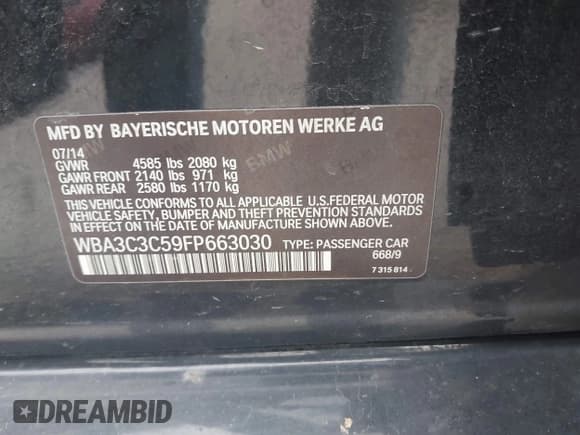 MFD BY BAYERISCHE MOTOREN WERKE AG
07/14
GVWR 4585 lbs 2080 kg
GAWR FRONT 2140 lbs 971 kg
GAWR REAR 2580 lbs 1170 kg
THIS VEHICLE CONFORMS TO ALL APPLICABLE U.S.FEDERAL MOTOR
VEHICLE SAFETY, BUMPER AND THEFT PREVENTION STANDARDS
IN EFFECT ON THE DATE OF MANUFACTURE SHOWN ABOVE.
WBA3C3C59FP663030 TYPE: PASSENGER CAR
668/9
7 315 814
DREAMBID